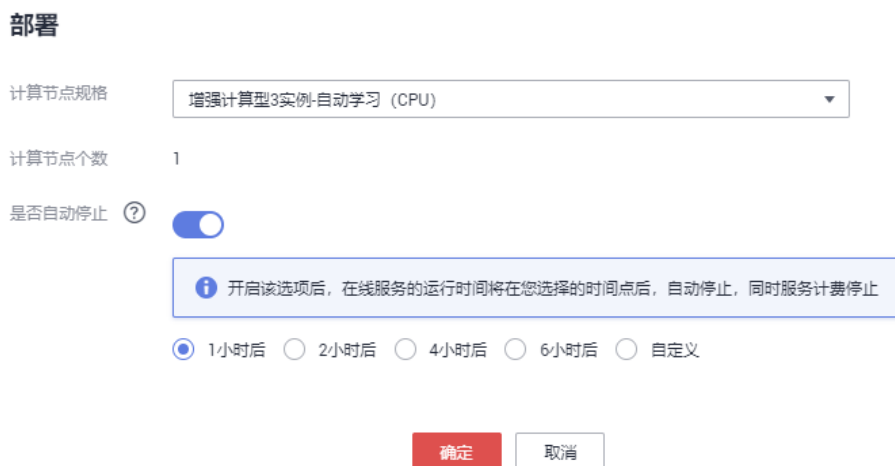 部署
计算节点规格 增强计算型3实例-自动学习（CPU）
计算节点个数 1
是否自动停止 ?
开启该选项后，在线服务的运行时间将在您选择的时间点后，自动停止，同时服务计费停止
1小时后 2小时后 4小时后 6小时后 自定义
确定 取消